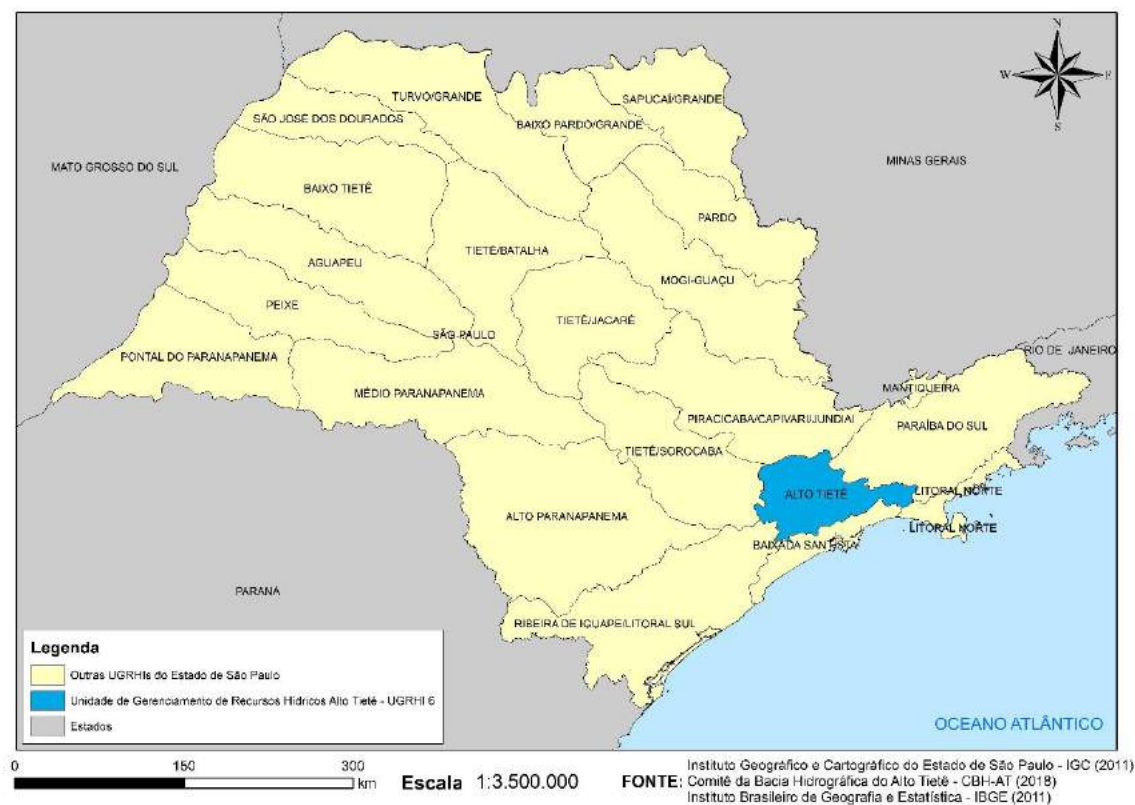 N
W
E
S
TURVO/GRANDE
SAPUCAÍ/GRANDE
SÃO JOSÉ DOS DOURADOS
BAIXO PARDO/GRANDE
MATO GROSSO DO SUL
MINAS GERAIS
BAIXO TIETÊ
PARDO
TIETÊ/BATALHA
AGUAPEU
MOGI-GUAÇU
PEIXE
TIETÊ/JACARÉ
SÃO PAULO
PONTAL DO PARANAPANEMA
RIO DE JANEIRO
MÉDIO PARANAPANEMA
MANTIQUEIRA
PIRACICABA/CAPIVARI/JUNDIAÍ
PARAÍBA DO SUL
TIETÊ/SOROCABA
ALTO TIETÊ
LITORAL NORTE
ALTO PARANAPANEMA
LITORAL NORTE
BAIXADA SANTISTA
PARANÁ
RIBEIRA DE IGUAPE/LITORAL SUL
Legenda
Outras UGRHIs do Estado de São Paulo
Unidade de Gerenciamento de Recursos Hídricos Alto Tietê - UGRHI 6
Estados
OCEANO ATLÂNTICO
0 150 300
km
Escala 1:3.500.000
FONTE: Instituto Geográfico e Cartográfico do Estado de São Paulo - IGC (2011)
Comitê da Bacia Hidrográfica do Alto Tietê - CBH-AT (2018)
Instituto Brasileiro de Geografia e Estatística - IBGE (2011)